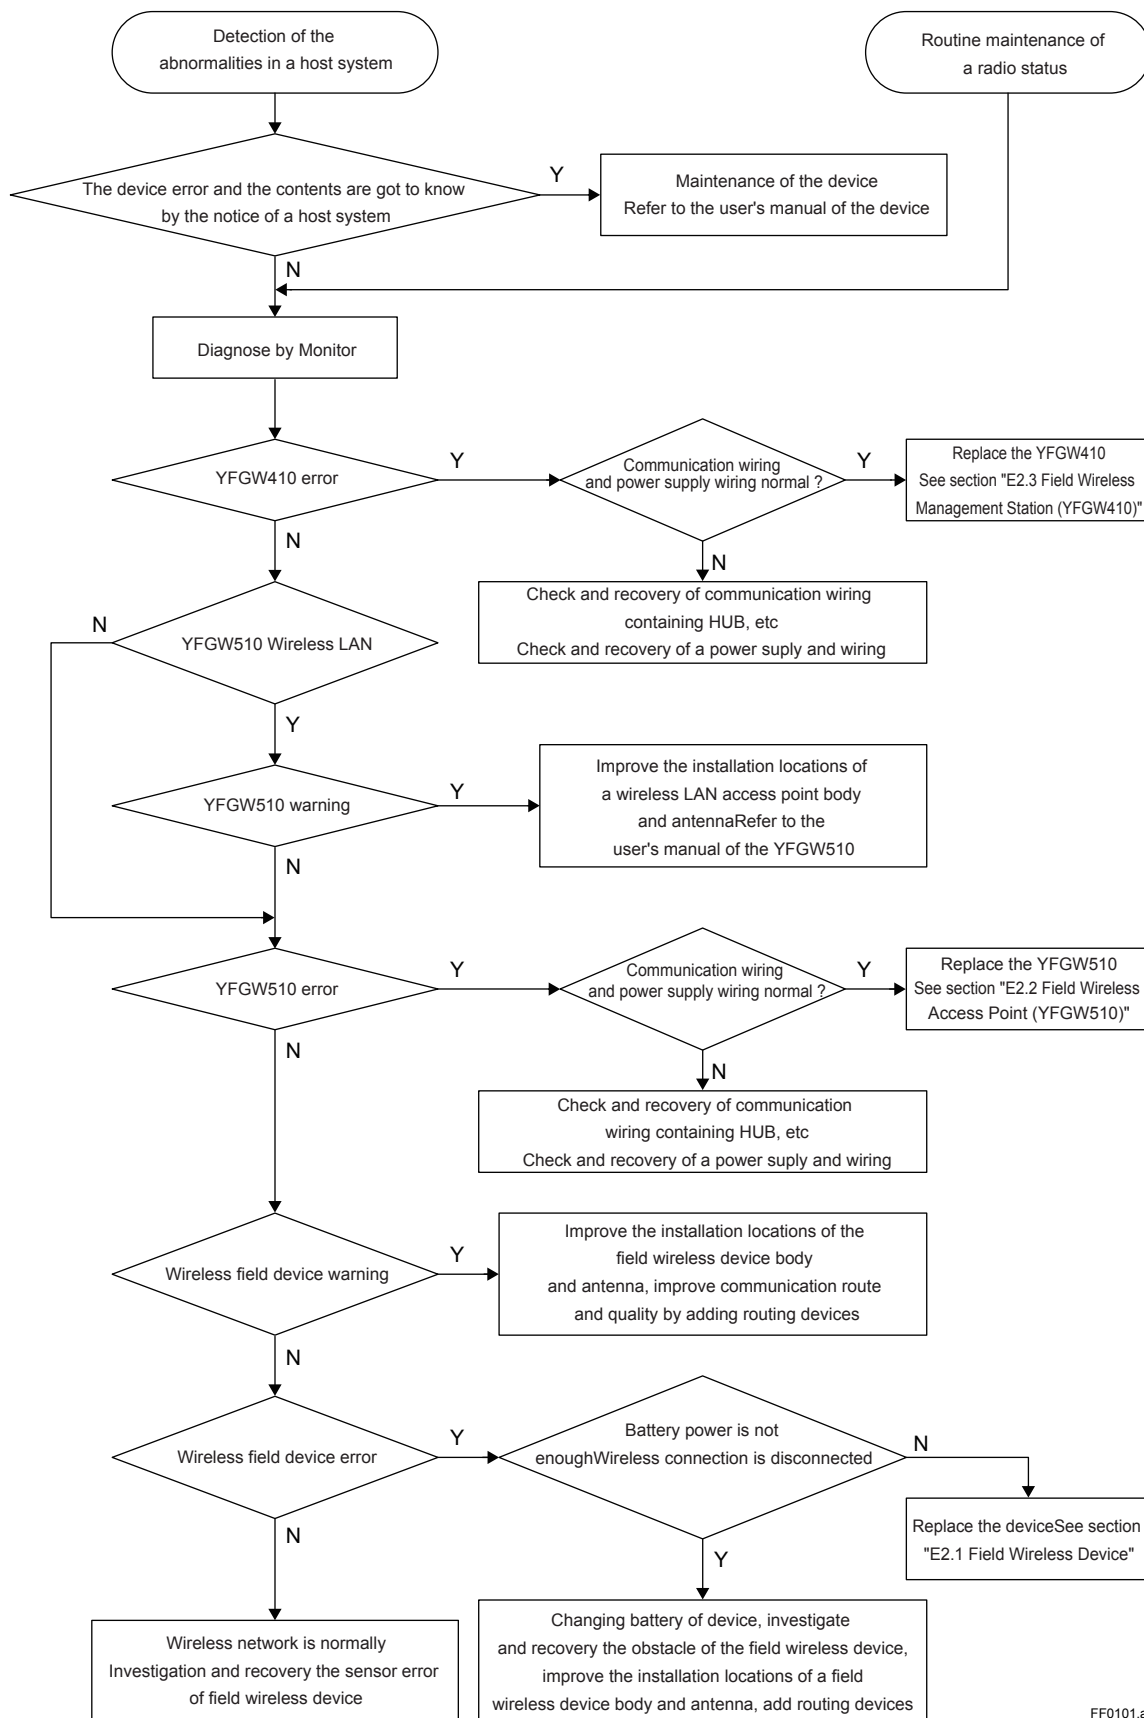 Detection of the
abnormalities in a host system
Routine maintenance of
a radio status
The device error and the contents are got to know
by the notice of a host system
Y
Maintenance of the device
Refer to the user's manual of the device
N
Diagnose by Monitor
YFGW410 error
Y
Communication wiring
and power supply wiring normal ?
Y
Replace the YFGW410
See section "E2.3 Field Wireless
Management Station (YFGW410)"
N
N
Check and recovery of communication wiring
containing HUB, etc
Check and recovery of a power suply and wiring
N
YFGW510 Wireless LAN
Y
YFGW510 warning
Y
Improve the installation locations of
a wireless LAN access point body
and antennaRefer to the
user's manual of the YFGW510
N
YFGW510 error
Y
Communication wiring
and power supply wiring normal ?
Y
Replace the YFGW510
See section "E2.2 Field Wireless
Access Point (YFGW510)"
N
N
Check and recovery of communication
wiring containing HUB, etc
Check and recovery of a power suply and wiring
Wireless field device warning
Y
Improve the installation locations of the
field wireless device body
and antenna, improve communication route
and quality by adding routing devices
N
Wireless field device error
Y
Battery power is not
enoughWireless connection is disconnected
N
Replace the deviceSee section
"E2.1 Field Wireless Device"
N
Y
Wireless network is normally
Investigation and recovery the sensor error
of field wireless device
Changing battery of device, investigate
and recovery the obstacle of the field wireless device,
improve the installation locations of a field
wireless device body and antenna, add routing devices